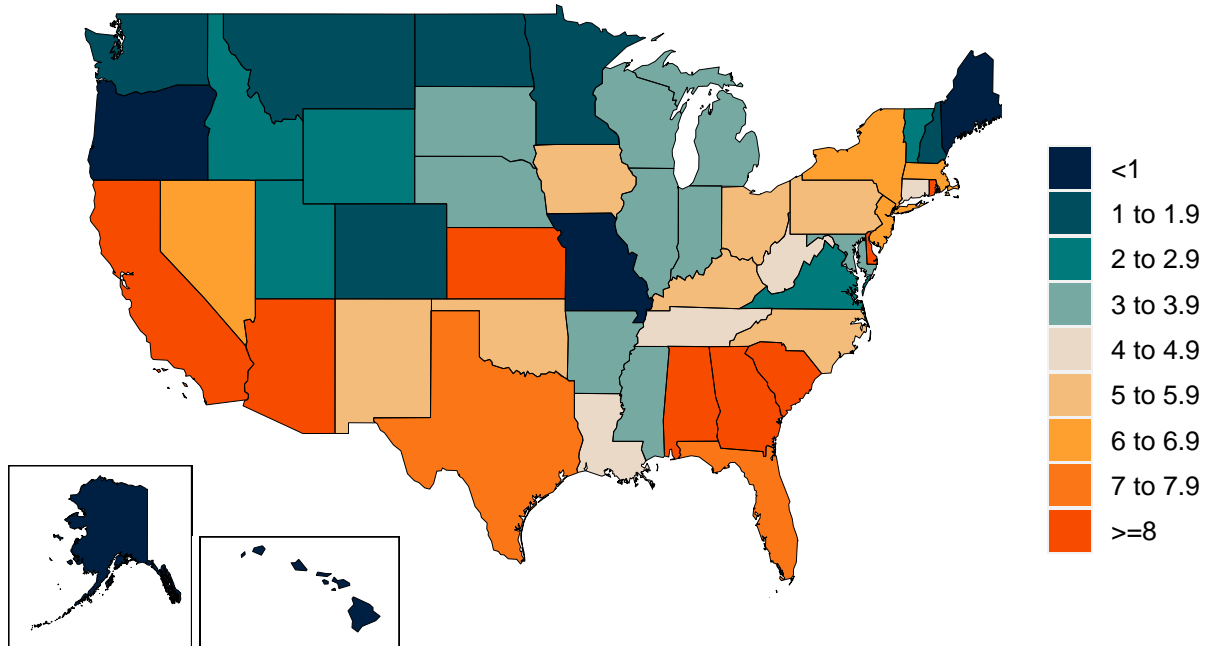 <1
1 to 1.9
2 to 2.9
3 to 3.9
4 to 4.9
5 to 5.9
6 to 6.9
7 to 7.9
>=8